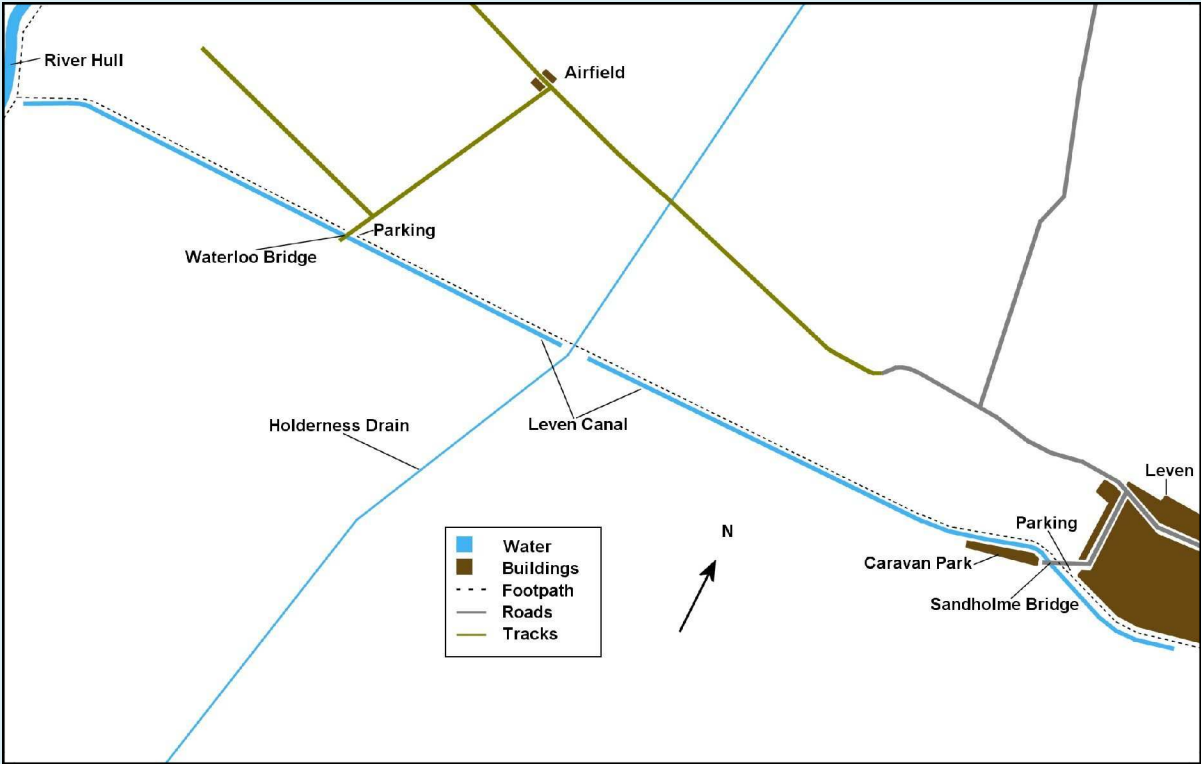 River Hull
Airfield
Parking
Waterloo Bridge
Holderness Drain
Leven Canal
Leven
Parking
N
Caravan Park
Sandholme Bridge
Water
Buildings
Footpath
Roads
Tracks